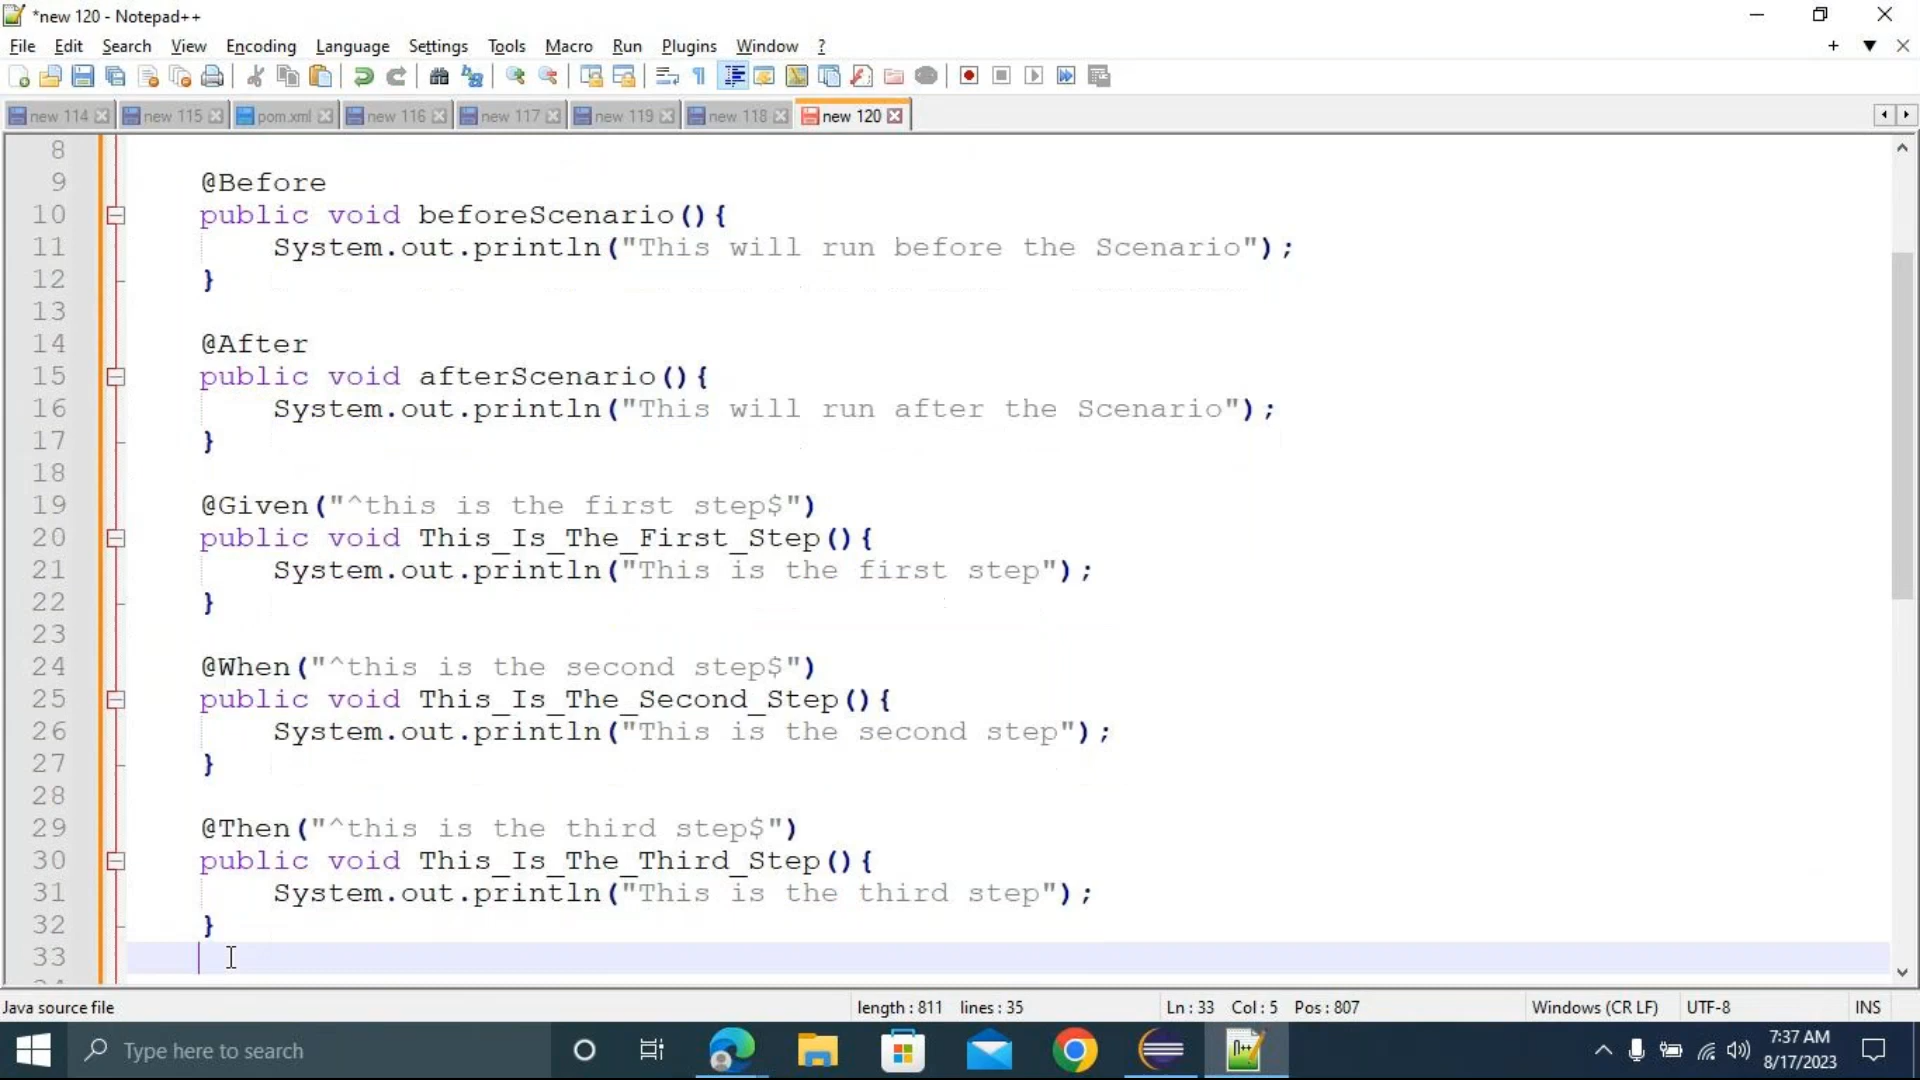 *new 120 - Notepad++
File Edit Search View Encoding Language Settings Tools Macro Run Plugins Window ?
new 114 new 115 pom.xml new 116 new 117 new 119 new 118 new 120
8
9 @Before
10 public void beforeScenario(){
11 System.out.println("This will run before the Scenario");
12 }
13
14 @After
15 public void afterScenario(){
16 System.out.println("This will run after the Scenario");
17 }
18
19 @Given("^this is the first step$")
20 public void This_Is_The_First_Step(){
21 System.out.println("This is the first step");
22 }
23
24 @When("^this is the second step$")
25 public void This_Is_The_Second_Step(){
26 System.out.println("This is the second step");
27 }
28
29 @Then("^this is the third step$")
30 public void This_Is_The_Third_Step(){
31 System.out.println("This is the third step");
32 }
33
Java source file length : 811 lines : 35 Ln : 33 Col : 5 Pos : 807 Windows (CR LF) UTF-8 INS
Type here to search
7:37 AM
8/17/2023